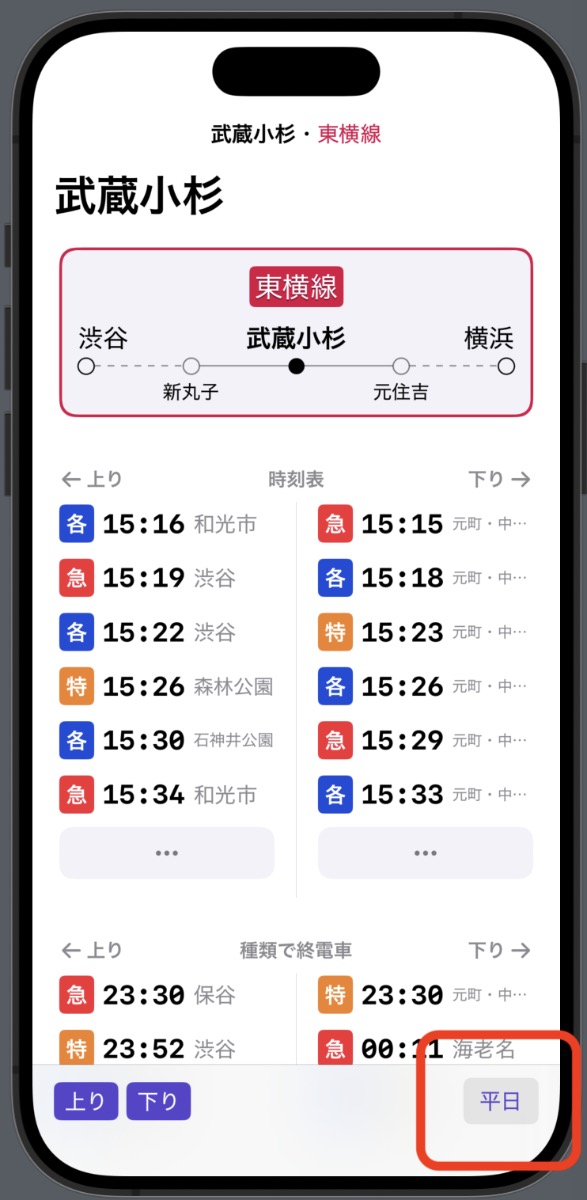 武蔵小杉・東横線
武蔵小杉
東横線
渋谷 武蔵小杉 横浜
新丸子 元住吉
← 上り 時刻表 下り →
各 15:16 和光市 急 15:15 元町・中…
急 15:19 渋谷 各 15:18 元町・中…
各 15:22 渋谷 特 15:23 元町・中…
特 15:26 森林公園 各 15:26 元町・中…
各 15:30 石神井公園 急 15:29 元町・中…
急 15:34 和光市 各 15:33 元町・中…
… …
← 上り 種類で終電車 下り →
急 23:30 保谷 特 23:30 元町・中…
特 23:52 渋谷 急 00:11 海老名
上り 下り 平日